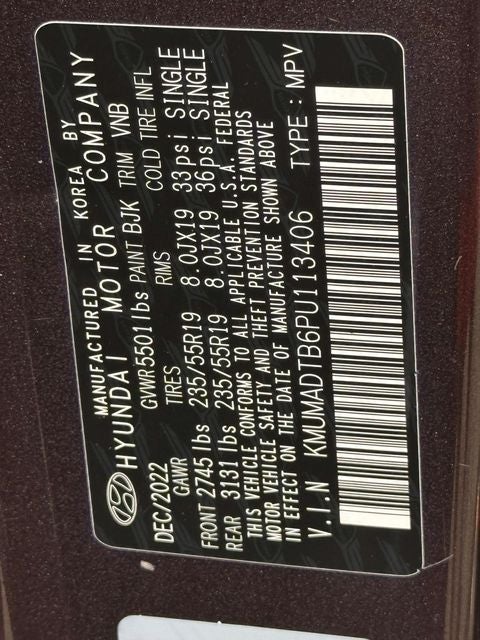 MANUFACTURED IN KOREA BY
HYUNDAI MOTOR COMPANY
DEC/2022 GVWR 5501 lbs PAINT BJK TRIM VNB
GAWR TIRES RIMS COLD TIRE INFL
FRONT 2745 lbs 235/55R19 8.0JX19 33psi SINGLE
REAR 3131 lbs 235/55R19 8.0JX19 36psi SINGLE
THIS VEHICLE CONFORMS TO ALL APPLICABLE U.S.A. FEDERAL
MOTOR VEHICLE SAFETY AND THEFT PREVENTION STANDARDS
IN EFFECT ON THE DATE OF MANUFACTURE SHOWN ABOVE
V.I.N KMUMADTB6PU113406 TYPE : MPV